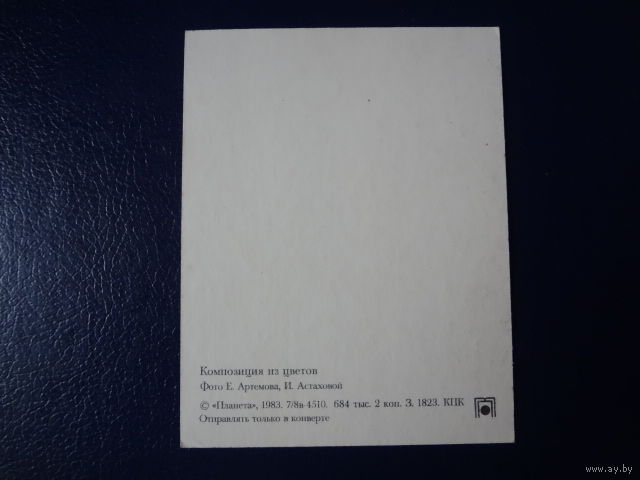 Композиция из цветов
Фото Е. Артемова, И. Астаховой
© «Планета», 1983. 7/8в-4510. 684 тыс. 2 коп. З. 1823. КПК
Отправлять только в конверте
www.ay.by